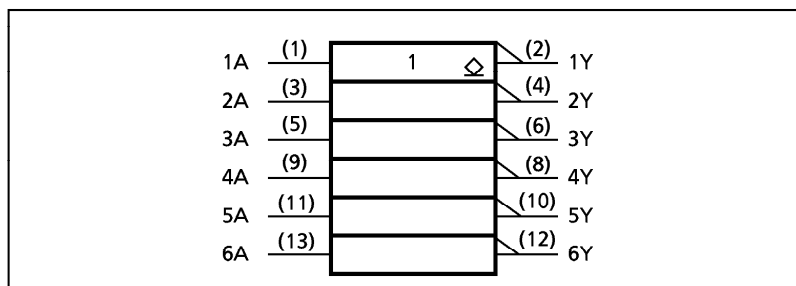 1A (1) 1 (2) 1Y
2A (3) (4) 2Y
3A (5) (6) 3Y
4A (9) (8) 4Y
5A (11) (10) 5Y
6A (13) (12) 6Y